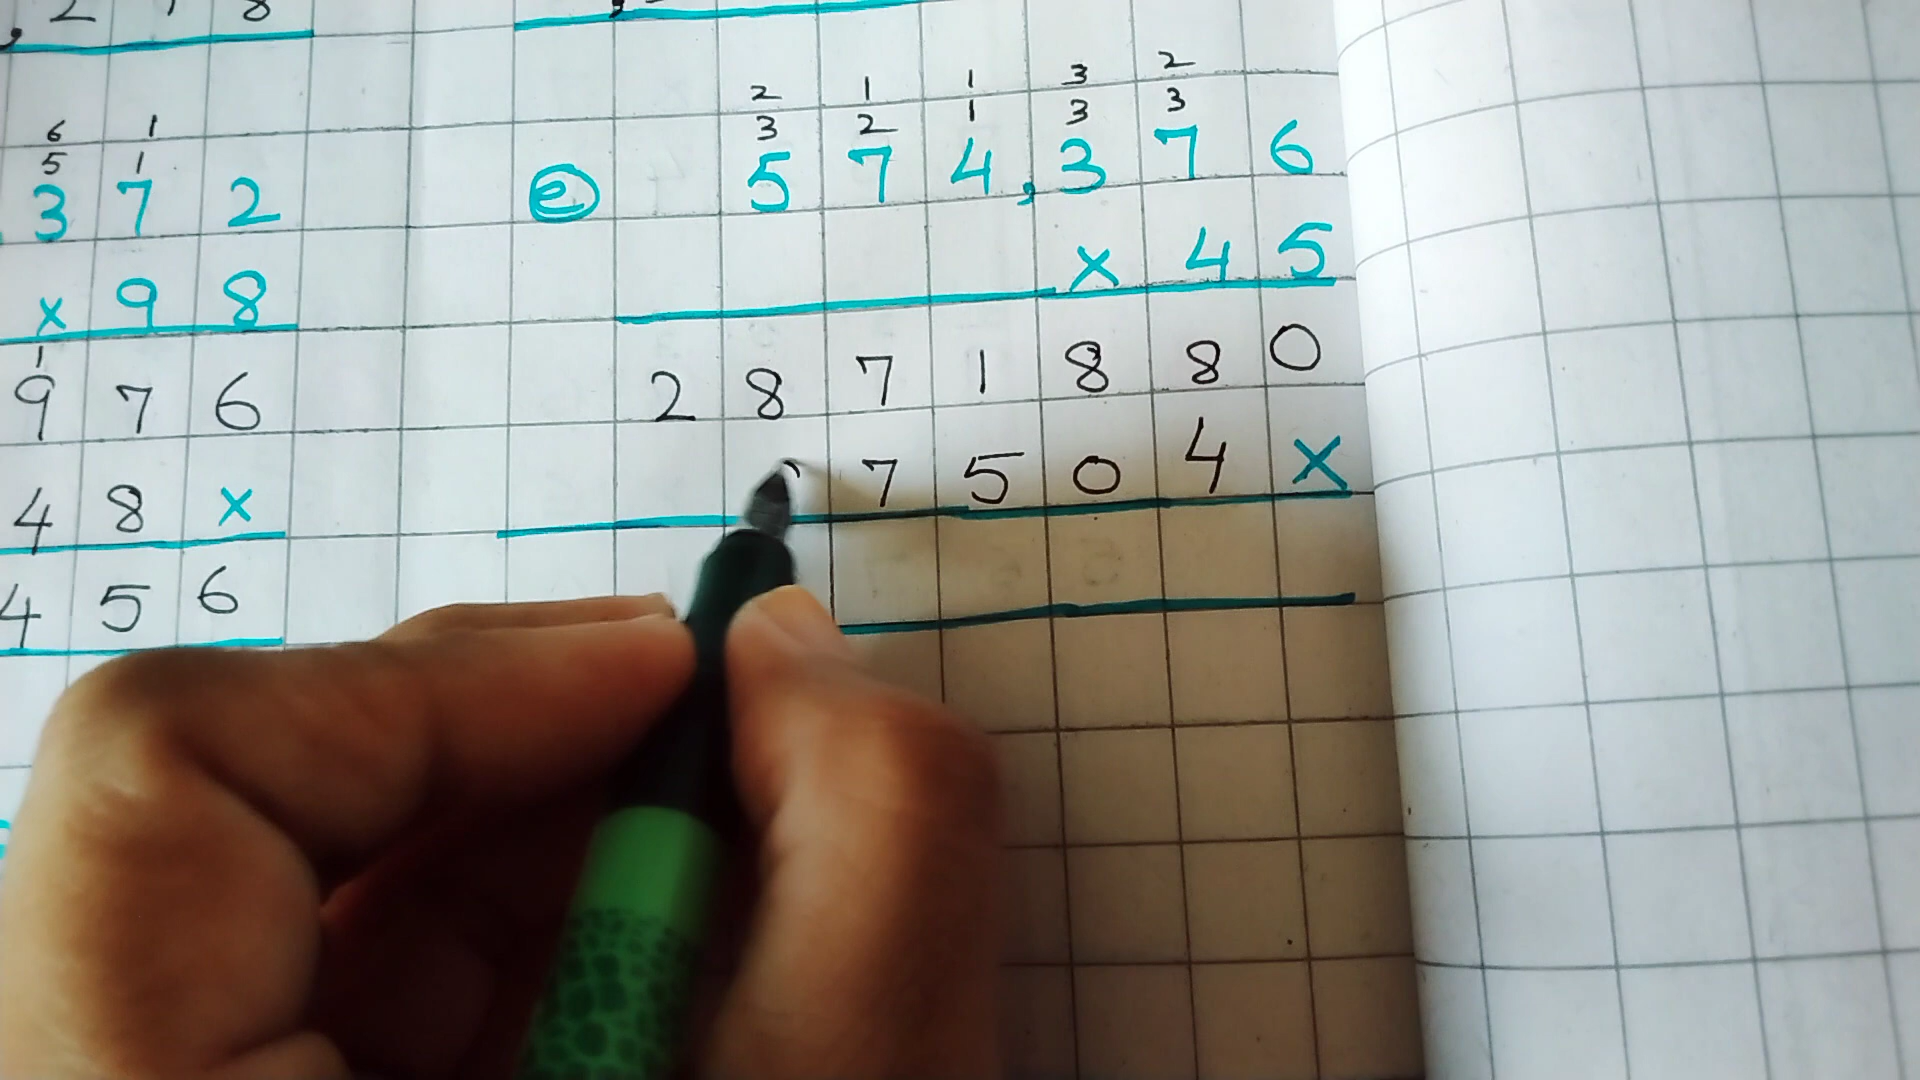 6 1
5 1
3 7 2
x 9 8
1
9 7 6
4 8 x
4 5 6
2 1 1 3 2
3 2 1 3 3
e 5 7 4,3 7 6
x 4 5
2 8 7 1 8 8 0
7 5 0 4 x